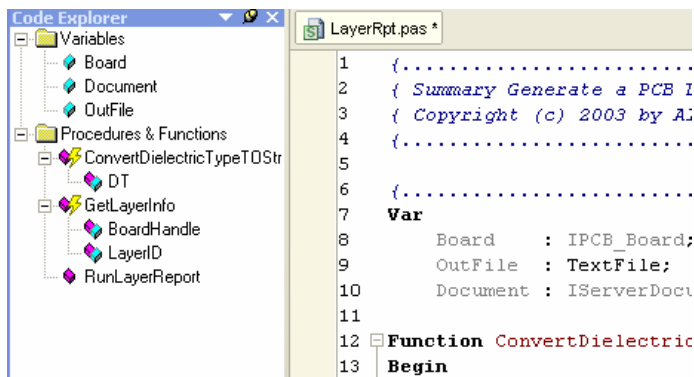 Code Explorer
Variables
Board
Document
OutFile
Procedures & Functions
ConvertDielectricTypeTOStr
DT
GetLayerInfo
BoardHandle
LayerID
RunLayerReport
LayerRpt.pas *
1 {..........................
2 { Summary Generate a PCB
3 { Copyright (c) 2003 by
4 {..........................
5
6 {..........................
7 Var
8 Board : IPCB_Board;
9 OutFile : TextFile;
10 Document : IServerDocu
11
12 Function ConvertDielectric
13 Begin